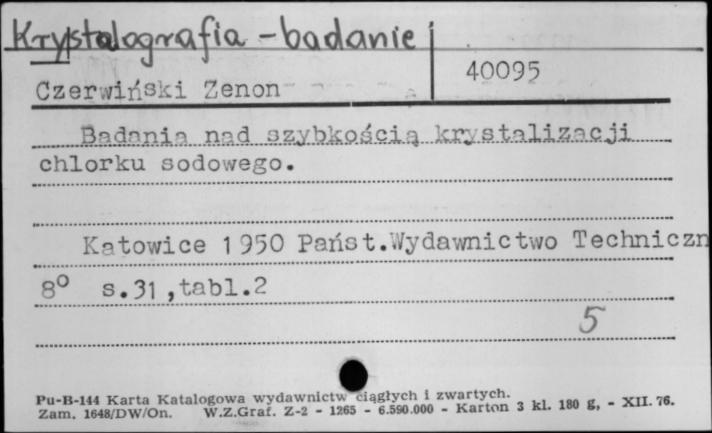 Krystalografia - badanie
Czerwiński Zenon
40095
Badania nad szybkością krystalizacji
chlorku sodowego.
Katowice 1950 Państ.Wydawnictwo Techniczn
8° s.31,tabl.2
5
Pu-B-144 Karta Katalogowa wydawnictw ciągłych i zwartych.
Zam. 1648/DW/On. W.Z.Graf. Z-2 - 1265 - 6.590.000 - Karton 3 kl. 180 g, - XII. 76.